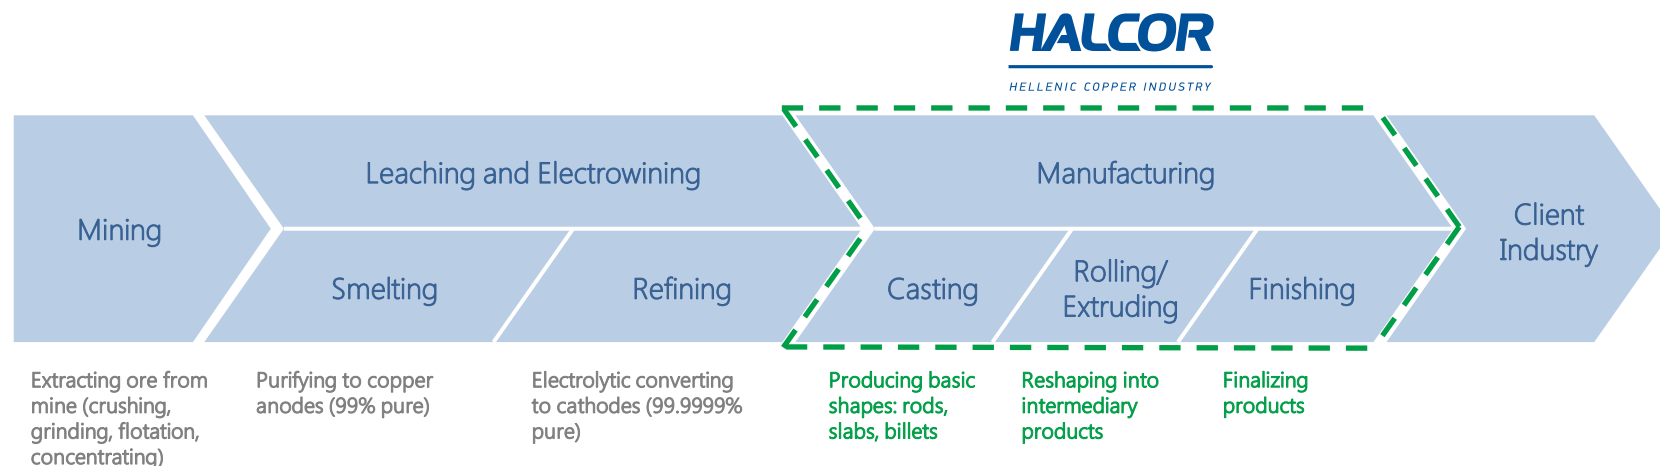 HALCOR
HELLENIC COPPER INDUSTRY
Mining
Leaching and Electrowining
Smelting
Refining
Manufacturing
Casting
Rolling/
Extruding
Finishing
Client
Industry
Extracting ore from
mine (crushing,
grinding, flotation,
concentrating)
Purifying to copper
anodes (99% pure)
Electrolytic converting
to cathodes (99.9999%
pure)
Producing basic
shapes: rods,
slabs, billets
Reshaping into
intermediary
products
Finalizing
products